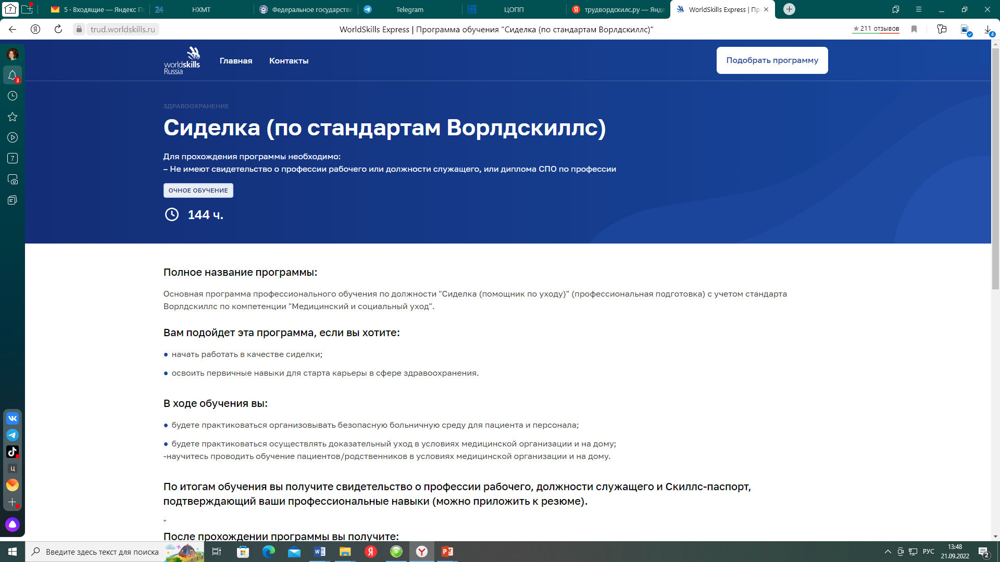 7
5 · Входящие — Яндекс П
24
НХМТ
Федеральное государстве
Telegram
ЦОПП
трудвордскилс.ру — Янде
WorldSkills Express | Пр
trud.worldskills.ru
WorldSkills Express | Программа обучения "Сиделка (по стандартам Ворлдскиллс)"
211 отзывов
4
worldskills
Russia
Главная
Контакты
Подобрать программу
3
7
ЗДРАВООХРАНЕНИЕ
Сиделка (по стандартам Ворлдскиллс)
Для прохождения программы необходимо:
– Не имеют свидетельство о профессии рабочего или должности служащего, или диплома СПО по профессии
ОЧНОЕ ОБУЧЕНИЕ
144 ч.
Полное название программы:
Основная программа профессионального обучения по должности "Сиделка (помощник по уходу)" (профессиональная подготовка) с учетом стандарта
Ворлдскиллс по компетенции "Медицинский и социальный уход".
Вам подойдет эта программа, если вы хотите:
• начать работать в качестве сиделки;
• освоить первичные навыки для старта карьеры в сфере здравоохранения.
В ходе обучения вы:
• будете практиковаться организовывать безопасную больничную среду для пациента и персонала;
• будете практиковаться осуществлять доказательный уход в условиях медицинской организации и на дому;
-научитесь проводить обучение пациентов/родственников в условиях медицинской организации и на дому.
По итогам обучения вы получите свидетельство о профессии рабочего, должности служащего и Скиллс-паспорт,
подтверждающий ваши профессиональные навыки (можно приложить к резюме).
"
После прохождении программы вы получите:
Ц
Введите здесь текст для поиска
РУС
13:48
21.09.2022
2